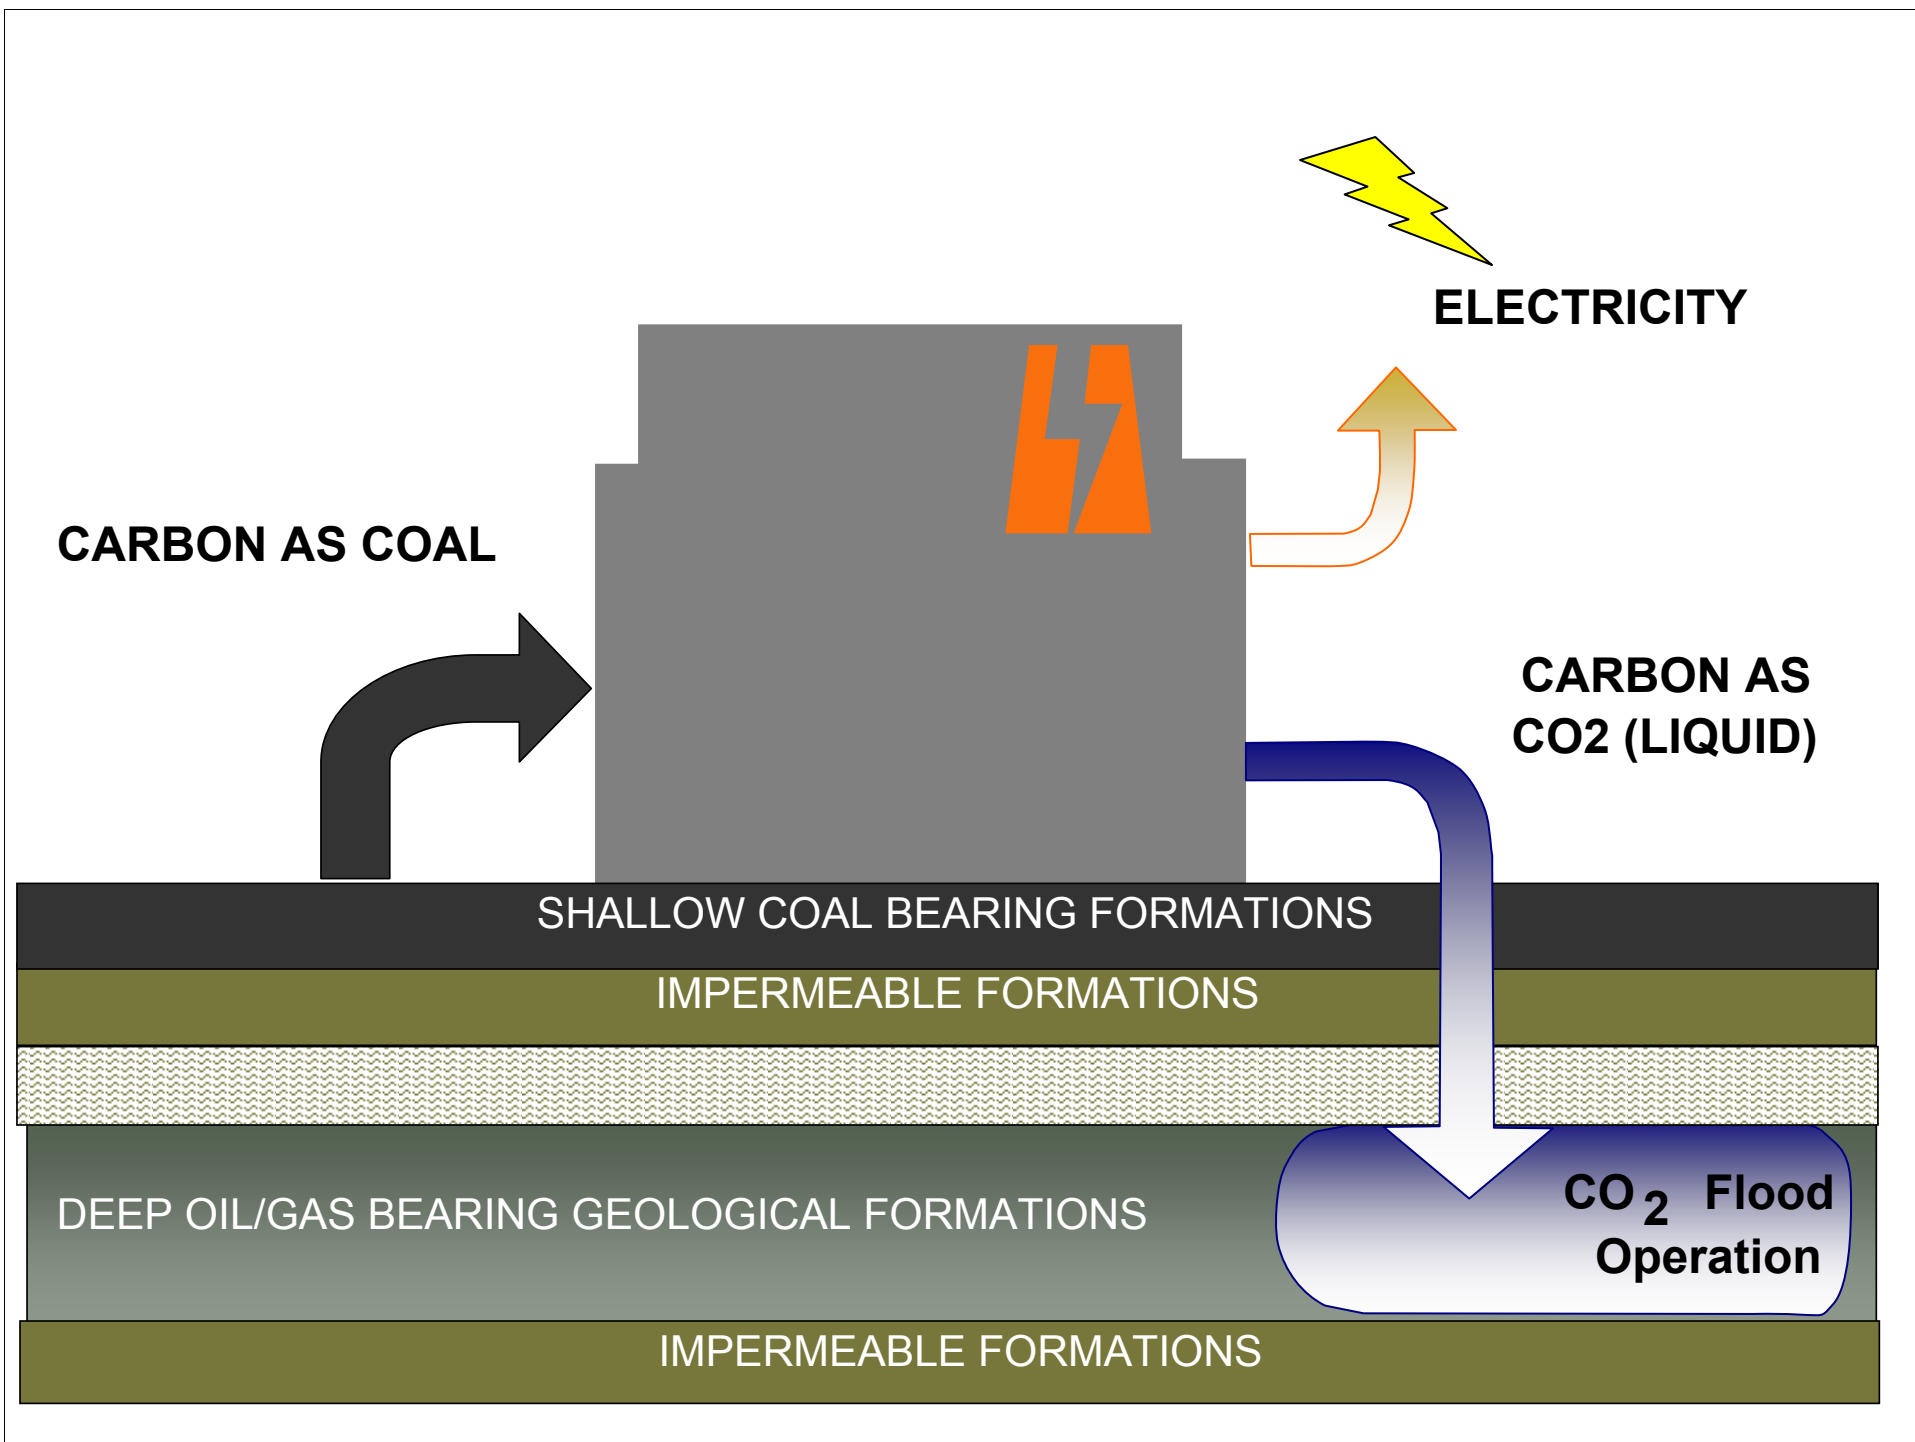 ELECTRICITY
CARBON AS COAL
CARBON AS
CO2 (LIQUID)
SHALLOW COAL BEARING FORMATIONS
IMPERMEABLE FORMATIONS
DEEP OIL/GAS BEARING GEOLOGICAL FORMATIONS
CO2 Flood
Operation
IMPERMEABLE FORMATIONS